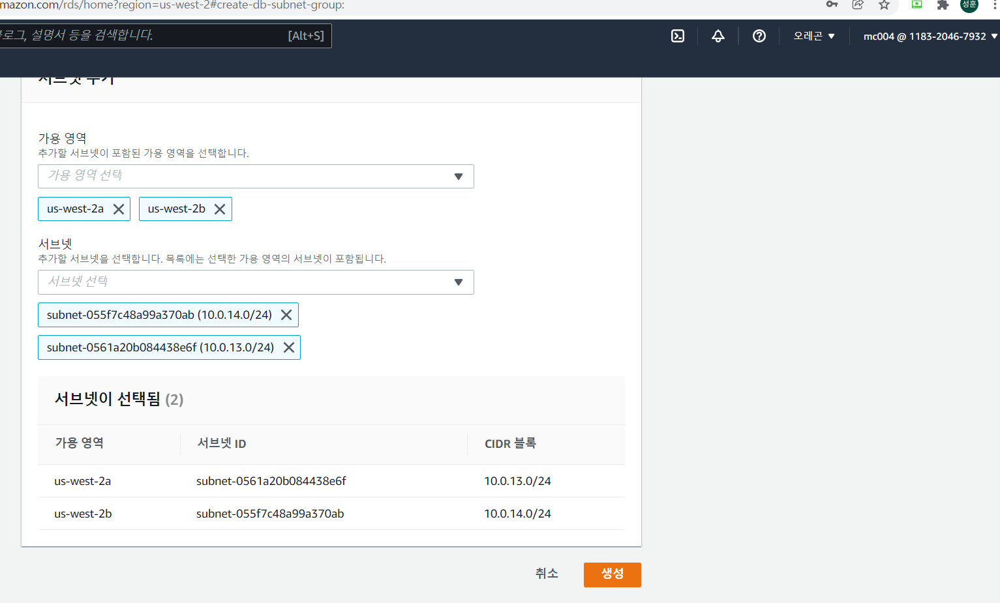 mazon.com/rds/home?region=us-west-2#create-db-subnet-group:
성훈
블로그, 설명서 등을 검색합니다. [Alt+S]
오레곤 ▼ mc004 @ 1183-2046-7932 ▼
서브넷 추가
가용 영역
추가할 서브넷이 포함된 가용 영역을 선택합니다.
가용 영역 선택
us-west-2a us-west-2b
서브넷
추가할 서브넷을 선택합니다. 목록에는 선택한 가용 영역의 서브넷이 포함됩니다.
서브넷 선택
subnet-055f7c48a99a370ab (10.0.14.0/24)
subnet-0561a20b084438e6f (10.0.13.0/24)
서브넷이 선택됨 (2)
가용 영역 서브넷 ID CIDR 블록
us-west-2a subnet-0561a20b084438e6f 10.0.13.0/24
us-west-2b subnet-055f7c48a99a370ab 10.0.14.0/24
취소 생성